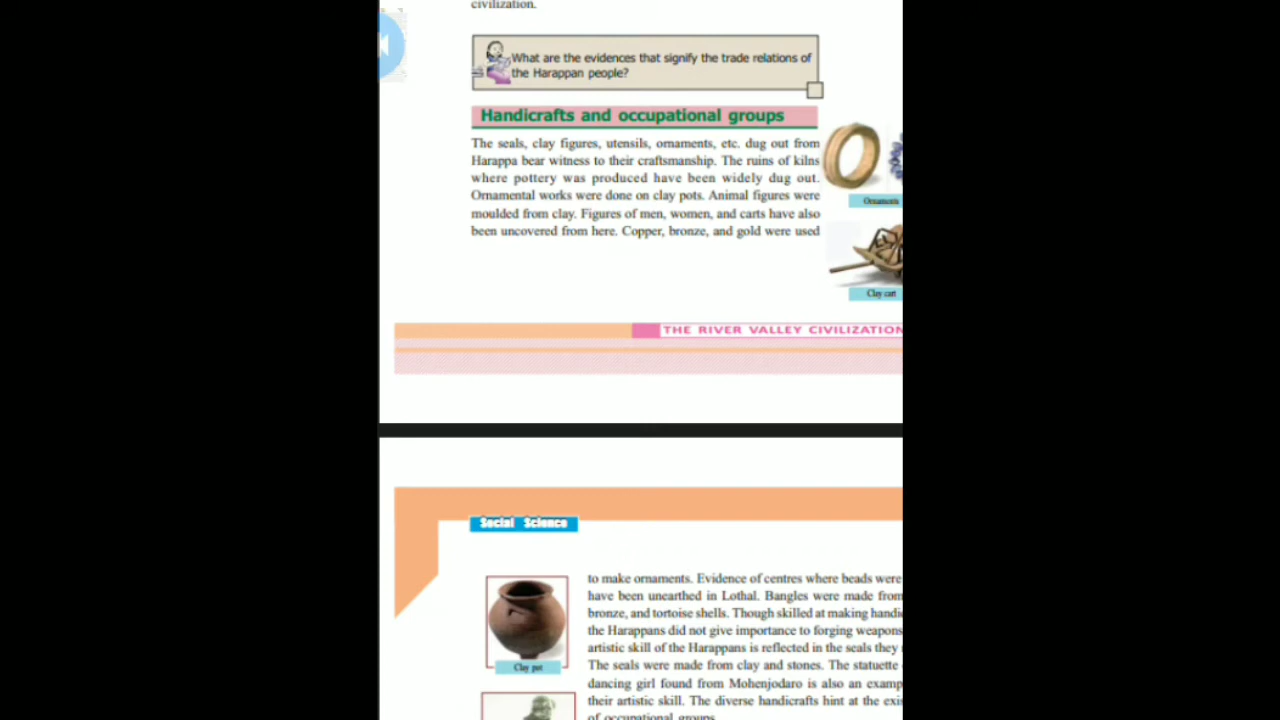 civilization.
What are the evidences that signify the trade relations of
the Harappan people?
Handicrafts and occupational groups
The seals, clay figures, utensils, ornaments, etc. dug out from
Harappa bear witness to their craftsmanship. The ruins of kilns
where pottery was produced have been widely dug out.
Ornamental works were done on clay pots. Animal figures were
moulded from clay. Figures of men, women, and carts have also
been uncovered from here. Copper, bronze, and gold were used
Ornaments
Clay cart
THE RIVER VALLEY CIVILIZATION
Social Science
to make ornaments. Evidence of centres where beads were
have been unearthed in Lothal. Bangles were made from
bronze, and tortoise shells. Though skilled at making handi
the Harappans did not give importance to forging weapons
artistic skill of the Harappans is reflected in the seals they
The seals were made from clay and stones. The statuette
dancing girl found from Mohenjodaro is also an examp
their artistic skill. The diverse handicrafts hint at the exi
of occupational groups.
Clay pot